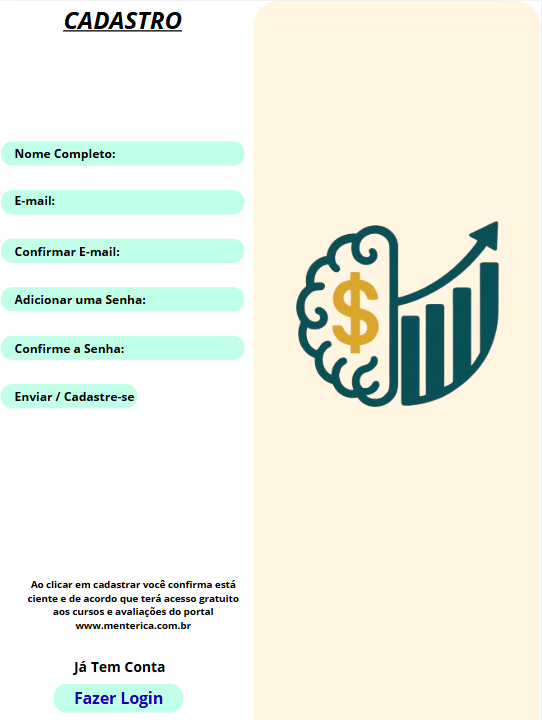 CADASTRO
Nome Completo:
E-mail:
Confirmar E-mail:
Adicionar uma Senha:
Confirme a Senha:
Enviar / Cadastre-se
$
Ao clicar em cadastrar você confirma está
ciente e de acordo que terá acesso gratuito
aos cursos e avaliações do portal
www.menterica.com.br
Já Tem Conta
Fazer Login